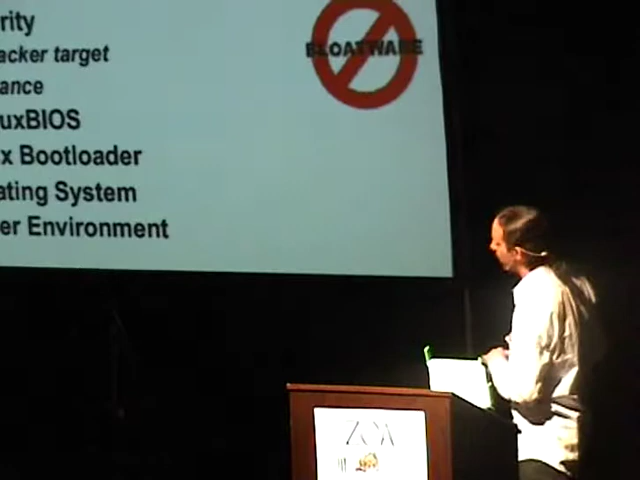 rity
acker target
ance
uxBIOS
x Bootloader
ating System
er Environment
BLOATWARE